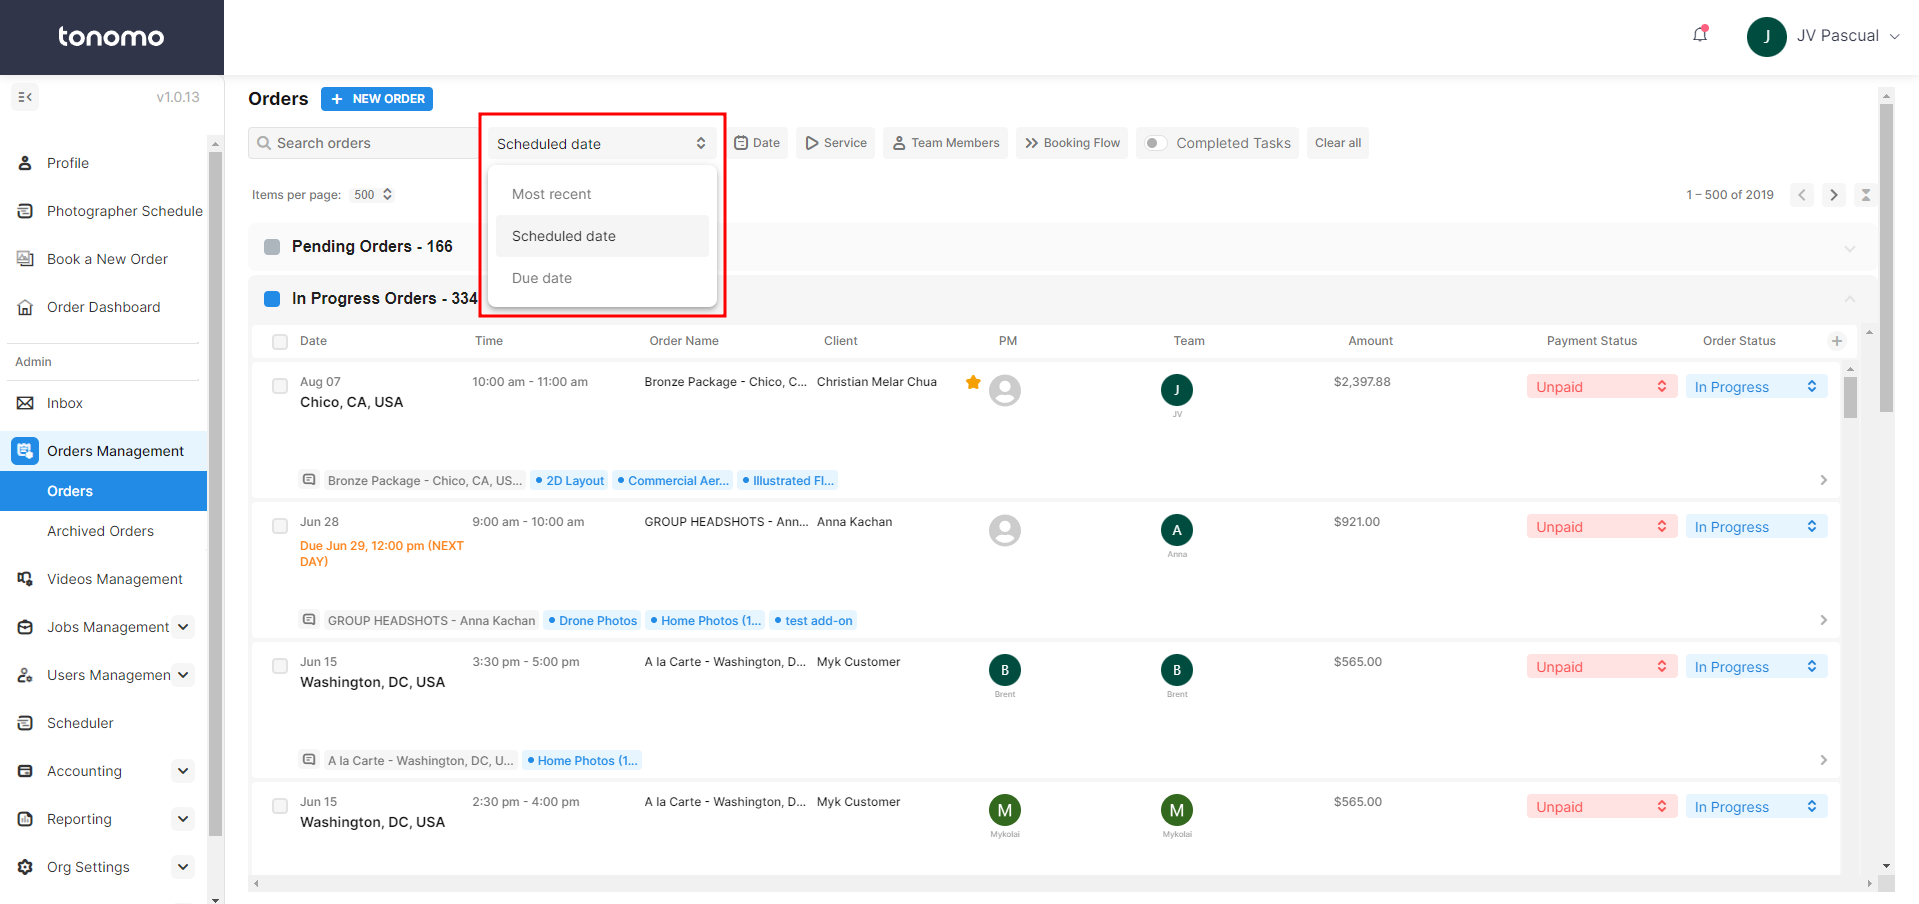 tonomo
J
JV Pascual
v1.0.13
Profile
Photographer Schedule
Book a New Order
Order Dashboard
Admin
Inbox
Orders Management
Orders
Archived Orders
Videos Management
Jobs Management
Users Managemen
Scheduler
Accounting
Reporting
Org Settings
Orders
+ NEW ORDER
Search orders
Scheduled date
Date
Service
Team Members
Booking Flow
Completed Tasks
Clear all
Most recent
Scheduled date
Due date
Items per page: 500
1 – 500 of 2019
Pending Orders - 166
In Progress Orders - 334
Date Time Order Name Client PM Team Amount Payment Status Order Status +
Aug 07 10:00 am - 11:00 am Bronze Package - Chico, C... Christian Melar Chua J $2,397.88 Unpaid In Progress
Chico, CA, USA
JV
Bronze Package - Chico, CA, US... 2D Layout Commercial Aer... Illustrated Fl...
Jun 28 9:00 am - 10:00 am GROUP HEADSHOTS - Ann... Anna Kachan A $921.00 Unpaid In Progress
Due Jun 29, 12:00 pm (NEXT
DAY)
Anna
GROUP HEADSHOTS - Anna Kachan Drone Photos Home Photos (1... test add-on
Jun 15 3:30 pm - 5:00 pm A la Carte - Washington, D... Myk Customer B B $565.00 Unpaid In Progress
Washington, DC, USA
Brent Brent
A la Carte - Washington, DC, U... Home Photos (1...
Jun 15 2:30 pm - 4:00 pm A la Carte - Washington, D... Myk Customer M M $565.00 Unpaid In Progress
Washington, DC, USA
Mykolai Mykolai